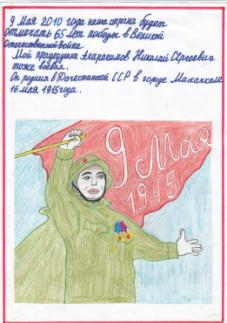 9 Мая 2010 года наша страна будет
отмечать 65 лет победы в Великой
Отечественной войне.
Мой прадедушка Агарагимов Николай Сергеевич
тоже воевал.
Он родился в Дагестанской ССР в городе Махачкале
16 мая 1915 года.
9 Мая
1945